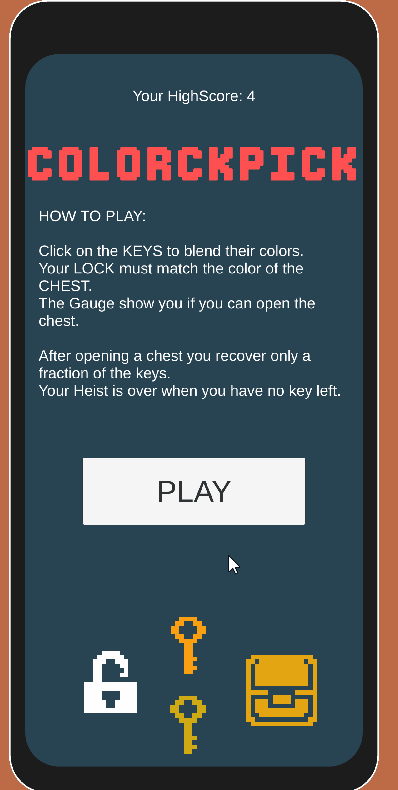 Your HighScore: 4
COLORCKPICK
HOW TO PLAY:
Click on the KEYS to blend their colors.
Your LOCK must match the color of the
CHEST.
The Gauge show you if you can open the
chest.
After opening a chest you recover only a
fraction of the keys.
Your Heist is over when you have no key left.
PLAY